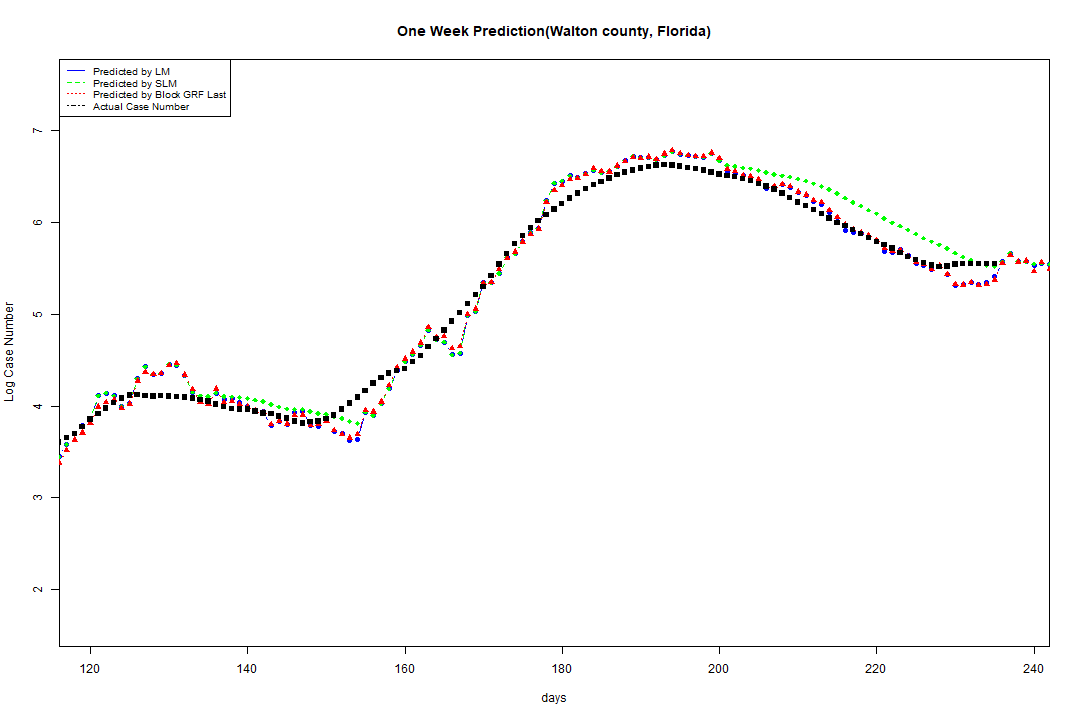 One Week Prediction(Walton county, Florida)
Predicted by LM
Predicted by SLM
Predicted by Block GRF Last
Actual Case Number
7
6
5
4
3
2
Log Case Number
120 140 160 180 200 220 240
days